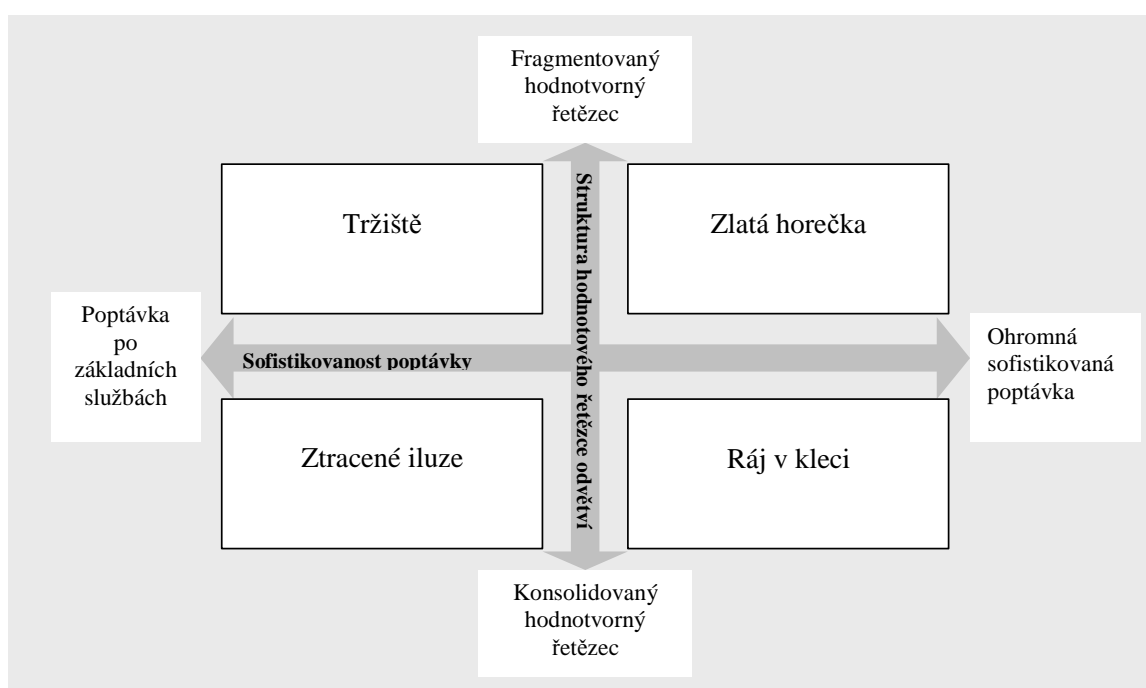 Fragmentovaný
hodnotvorný
řetězec
Tržiště
Zlatá horečka
Struktura hodnotového řetězce odvětví
Poptávka
po
základních
službách
Sofistikovanost poptávky
Ohromná
sofistikovaná
poptávka
Ztracené iluze
Ráj v kleci
Konsolidovaný
hodnotvorný
řetězec